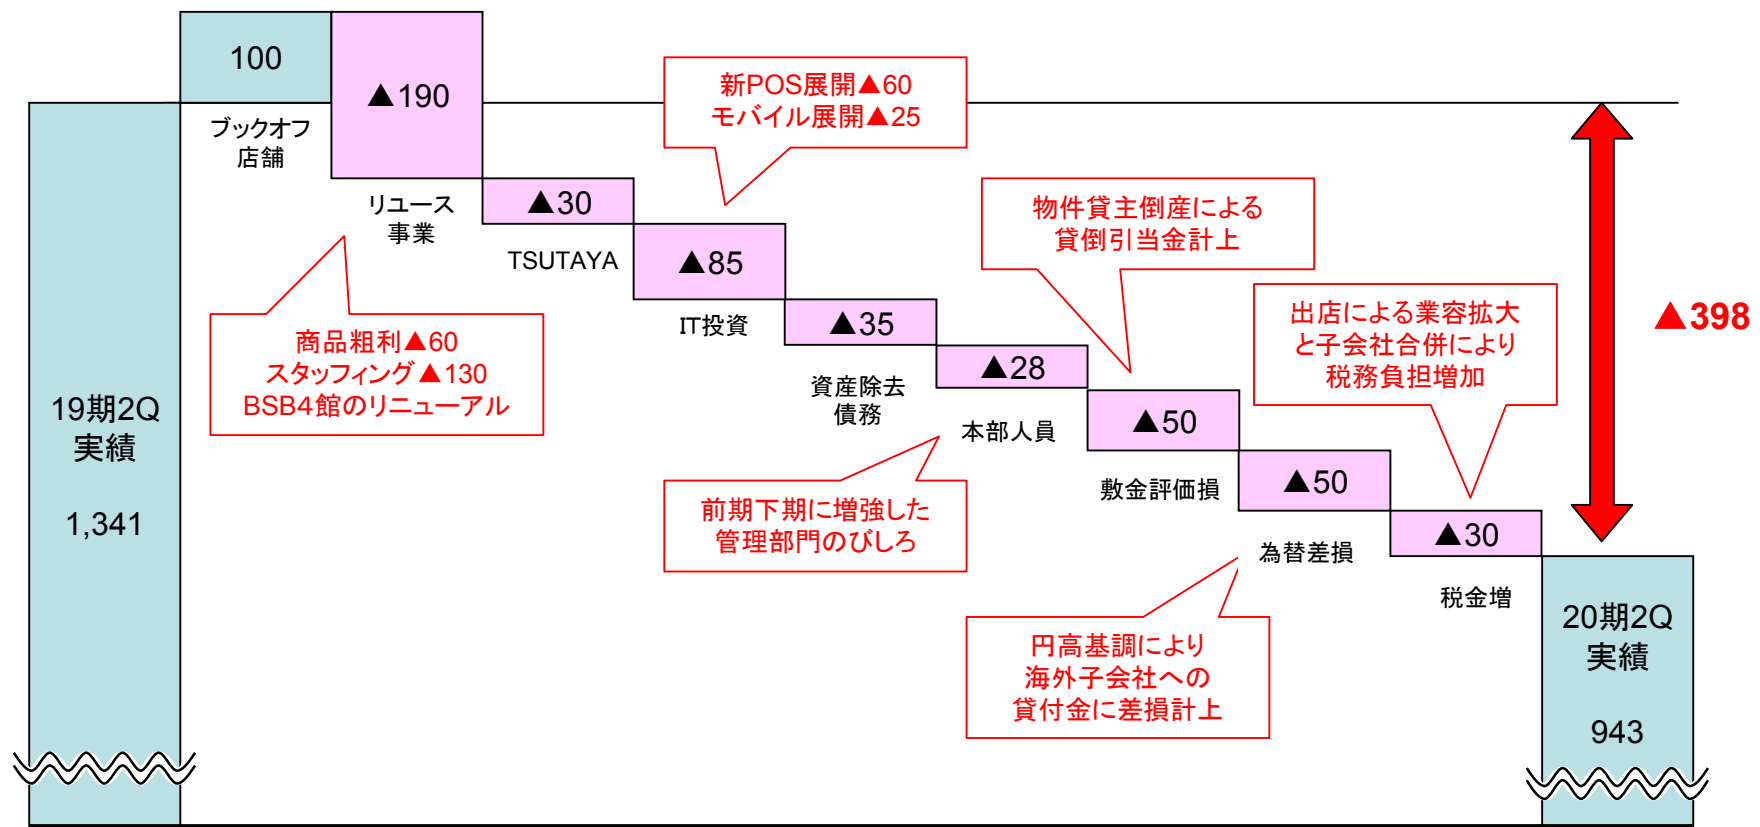 19期2Q
実績
1,341
100
ブックオフ
店舗
▲190
リユース
事業
商品粗利▲60
スタッフィング▲130
BSB4館のリニューアル
▲30
TSUTAYA
新POS展開▲60
モバイル展開▲25
▲85
IT投資
▲35
資産除去
債務
▲28
本部人員
前期下期に増強した
管理部門のびしろ
物件貸主倒産による
貸倒引当金計上
▲50
敷金評価損
▲50
為替差損
円高基調により
海外子会社への
貸付金に差損計上
出店による業容拡大
と子会社合併により
税務負担増加
▲30
税金増
▲398
20期2Q
実績
943